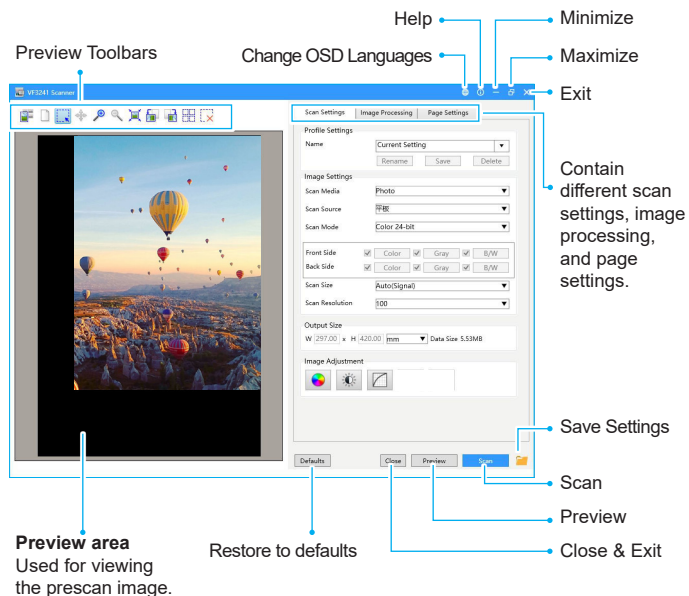 Help
Minimize
Preview Toolbars
Change OSD Languages
Maximize
Exit
VF3241 Scanner
Scan Settings
Image Processing
Page Settings
Profile Settings
Name
Current Setting
Rename
Save
Delete
Image Settings
Scan Media
Photo
Scan Source
平板
Scan Mode
Color 24-bit
Front Side
Color
Gray
B/W
Back Side
Color
Gray
B/W
Scan Size
Auto(Signal)
Scan Resolution
100
Output Size
W 297.00 x H 420.00 mm Data Size 5.53MB
Image Adjustment
Defaults
Close
Preview
Scan
Contain
different scan
settings, image
processing,
and page
settings.
Save Settings
Scan
Preview
Close & Exit
Restore to defaults
Preview area
Used for viewing
the prescan image.